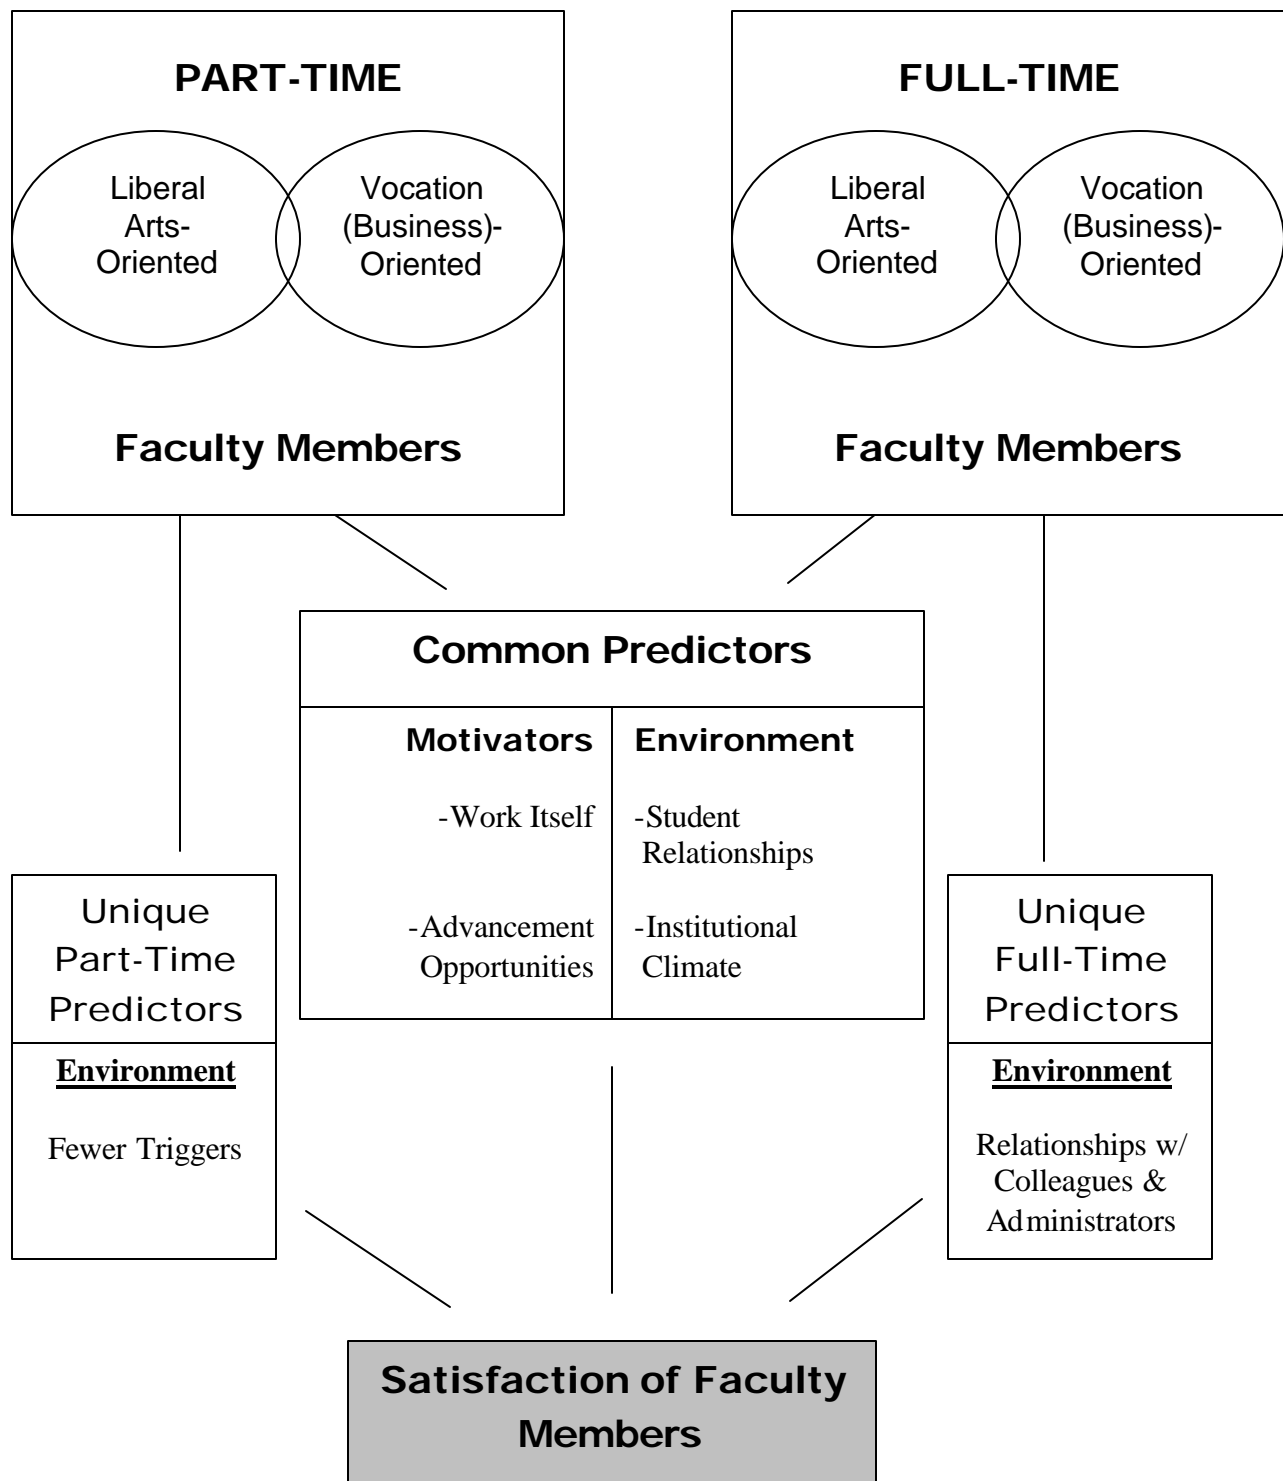 PART-TIME
Liberal
Arts-
Oriented
Vocation
(Business)-
Oriented
Faculty Members
FULL-TIME
Liberal
Arts-
Oriented
Vocation
(Business)-
Oriented
Faculty Members
Common Predictors
Motivators
-Work Itself
-Advancement
Opportunities
Environment
-Student
Relationships
-Institutional
Climate
Unique
Part-Time
Predictors
Environment
Fewer Triggers
Unique
Full-Time
Predictors
Environment
Relationships w/
Colleagues &
Administrators
Satisfaction of Faculty
Members